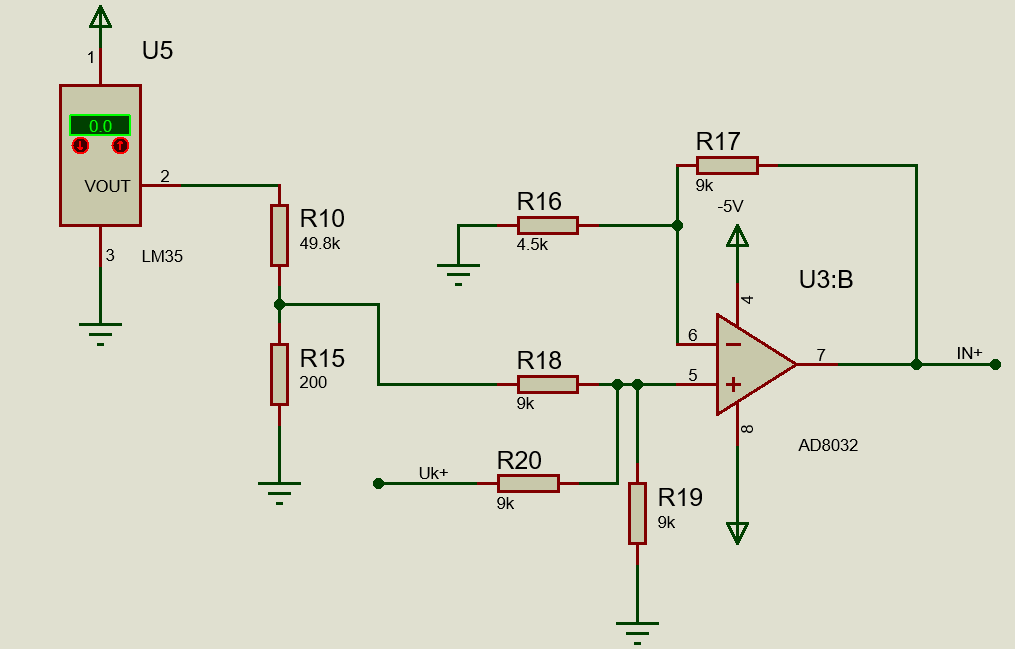 U5
1
0.0
VOUT
2
3
LM35
R10
49.8k
R15
200
R16
4.5k
R17
9k
-5V
U3:B
4
6
5
7
IN+
8
AD8032
R18
9k
R20
9k
Uk+
R19
9k